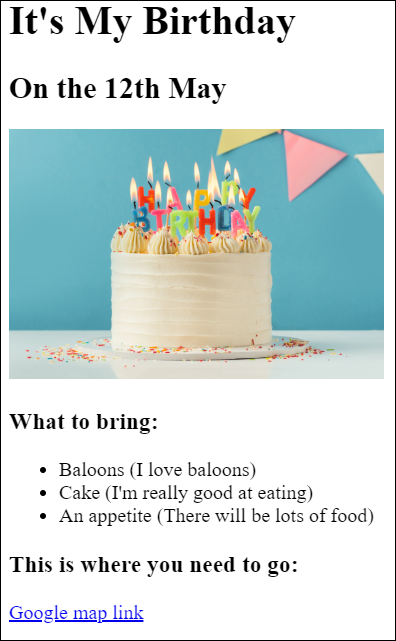 It's My Birthday
On the 12th May
HAPPY
BIRTHDAY
What to bring:
Baloons (I love baloons)
Cake (I'm really good at eating)
An appetite (There will be lots of food)
This is where you need to go:
Google map link